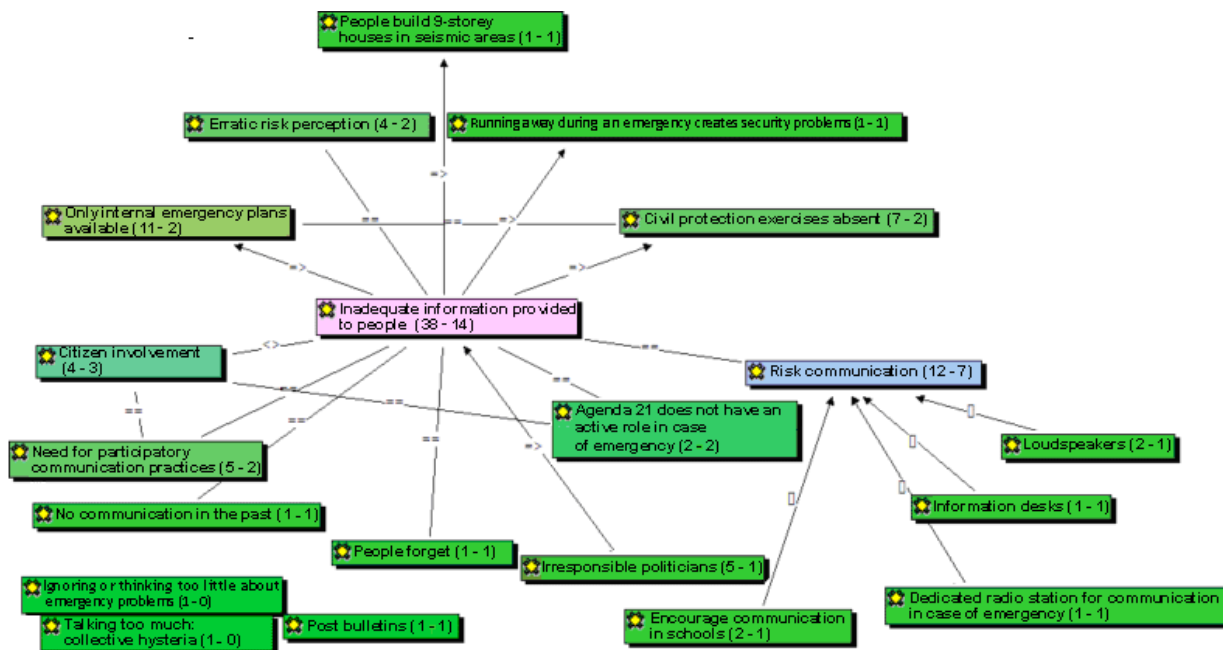 People build 9-storey
houses in seismic areas (1 - 1)
Erratic risk perception (4 - 2)
Running away during an emergency creates security problems (1 - 1)
=>
Only internal emergency plans
available (11 - 2)
==
==
=>
Civil protection exercises absent (7 - 2)
=>
=>
Inadequate information provided
to people (38 - 14)
Citizen involvement
(4 - 3)
<>
==
Risk communication (12 - 7)
==
==
==
==
==
==
Agenda 21 does not have an
active role in case
of emergency (2 - 2)
Need for participatory
communication practices (5 - 2)
=>
Loudspeakers (2 - 1)
No communication in the past (1 - 1)
Information desks (1 - 1)
People forget (1 - 1)
Irresponsible politicians (5 - 1)
Ignoring or thinking too little about
emergency problems (1 - 0)
Talking too much:
collective hysteria (1 - 0)
Post bulletins (1 - 1)
Encourage communication
in schools (2 - 1)
Dedicated radio station for communication
in case of emergency (1 - 1)